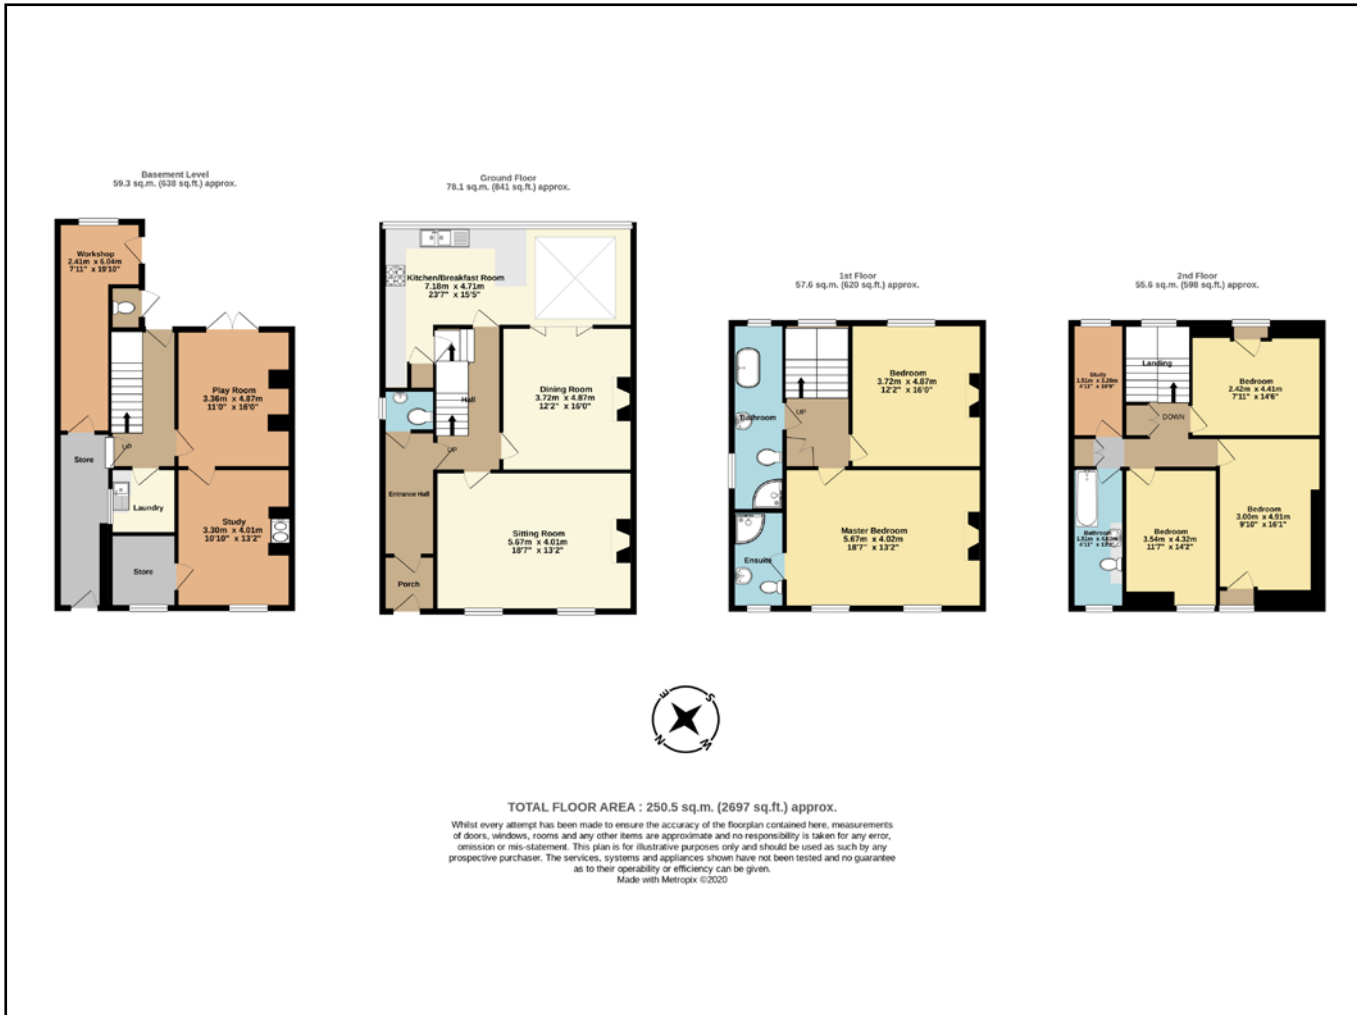 Basement Level
59.3 sq.m. (638 sq.ft.) approx.
Workshop
2.41m x 6.04m
7'11" x 19'10"
Play Room
3.36m x 4.87m
11'0" x 16'0"
UP
Store
Laundry
Study
3.30m x 4.01m
10'10" x 13'2"
Store
Ground Floor
78.1 sq.m. (841 sq.ft.) approx.
Kitchen/Breakfast Room
7.18m x 4.71m
23'7" x 15'5"
Dining Room
3.72m x 4.87m
12'2" x 16'0"
Hall
UP
Entrance Hall
Sitting Room
5.67m x 4.01m
18'7" x 13'2"
Porch
1st Floor
57.6 sq.m. (620 sq.ft.) approx.
Bedroom
3.72m x 4.87m
12'2" x 16'0"
Bathroom
UP
Master Bedroom
5.67m x 4.02m
18'7" x 13'2"
Ensuite
2nd Floor
55.6 sq.m. (598 sq.ft.) approx.
Landing
Study
Bedroom
2.42m x 4.41m
7'11" x 14'6"
DOWN
Bathroom
Bedroom
3.54m x 4.32m
11'7" x 14'2"
Bedroom
3.00m x 4.91m
9'10" x 16'1"
E
S
N
W
TOTAL FLOOR AREA : 250.5 sq.m. (2697 sq.ft.) approx.
Whilst every attempt has been made to ensure the accuracy of the floorplan contained here, measurements
of doors, windows, rooms and any other items are approximate and no responsibility is taken for any error,
omission or mis-statement. This plan is for illustrative purposes only and should be used as such by any
prospective purchaser. The services, systems and appliances shown have not been tested and no guarantee
as to their operability or efficiency can be given.
Made with Metropix ©2020